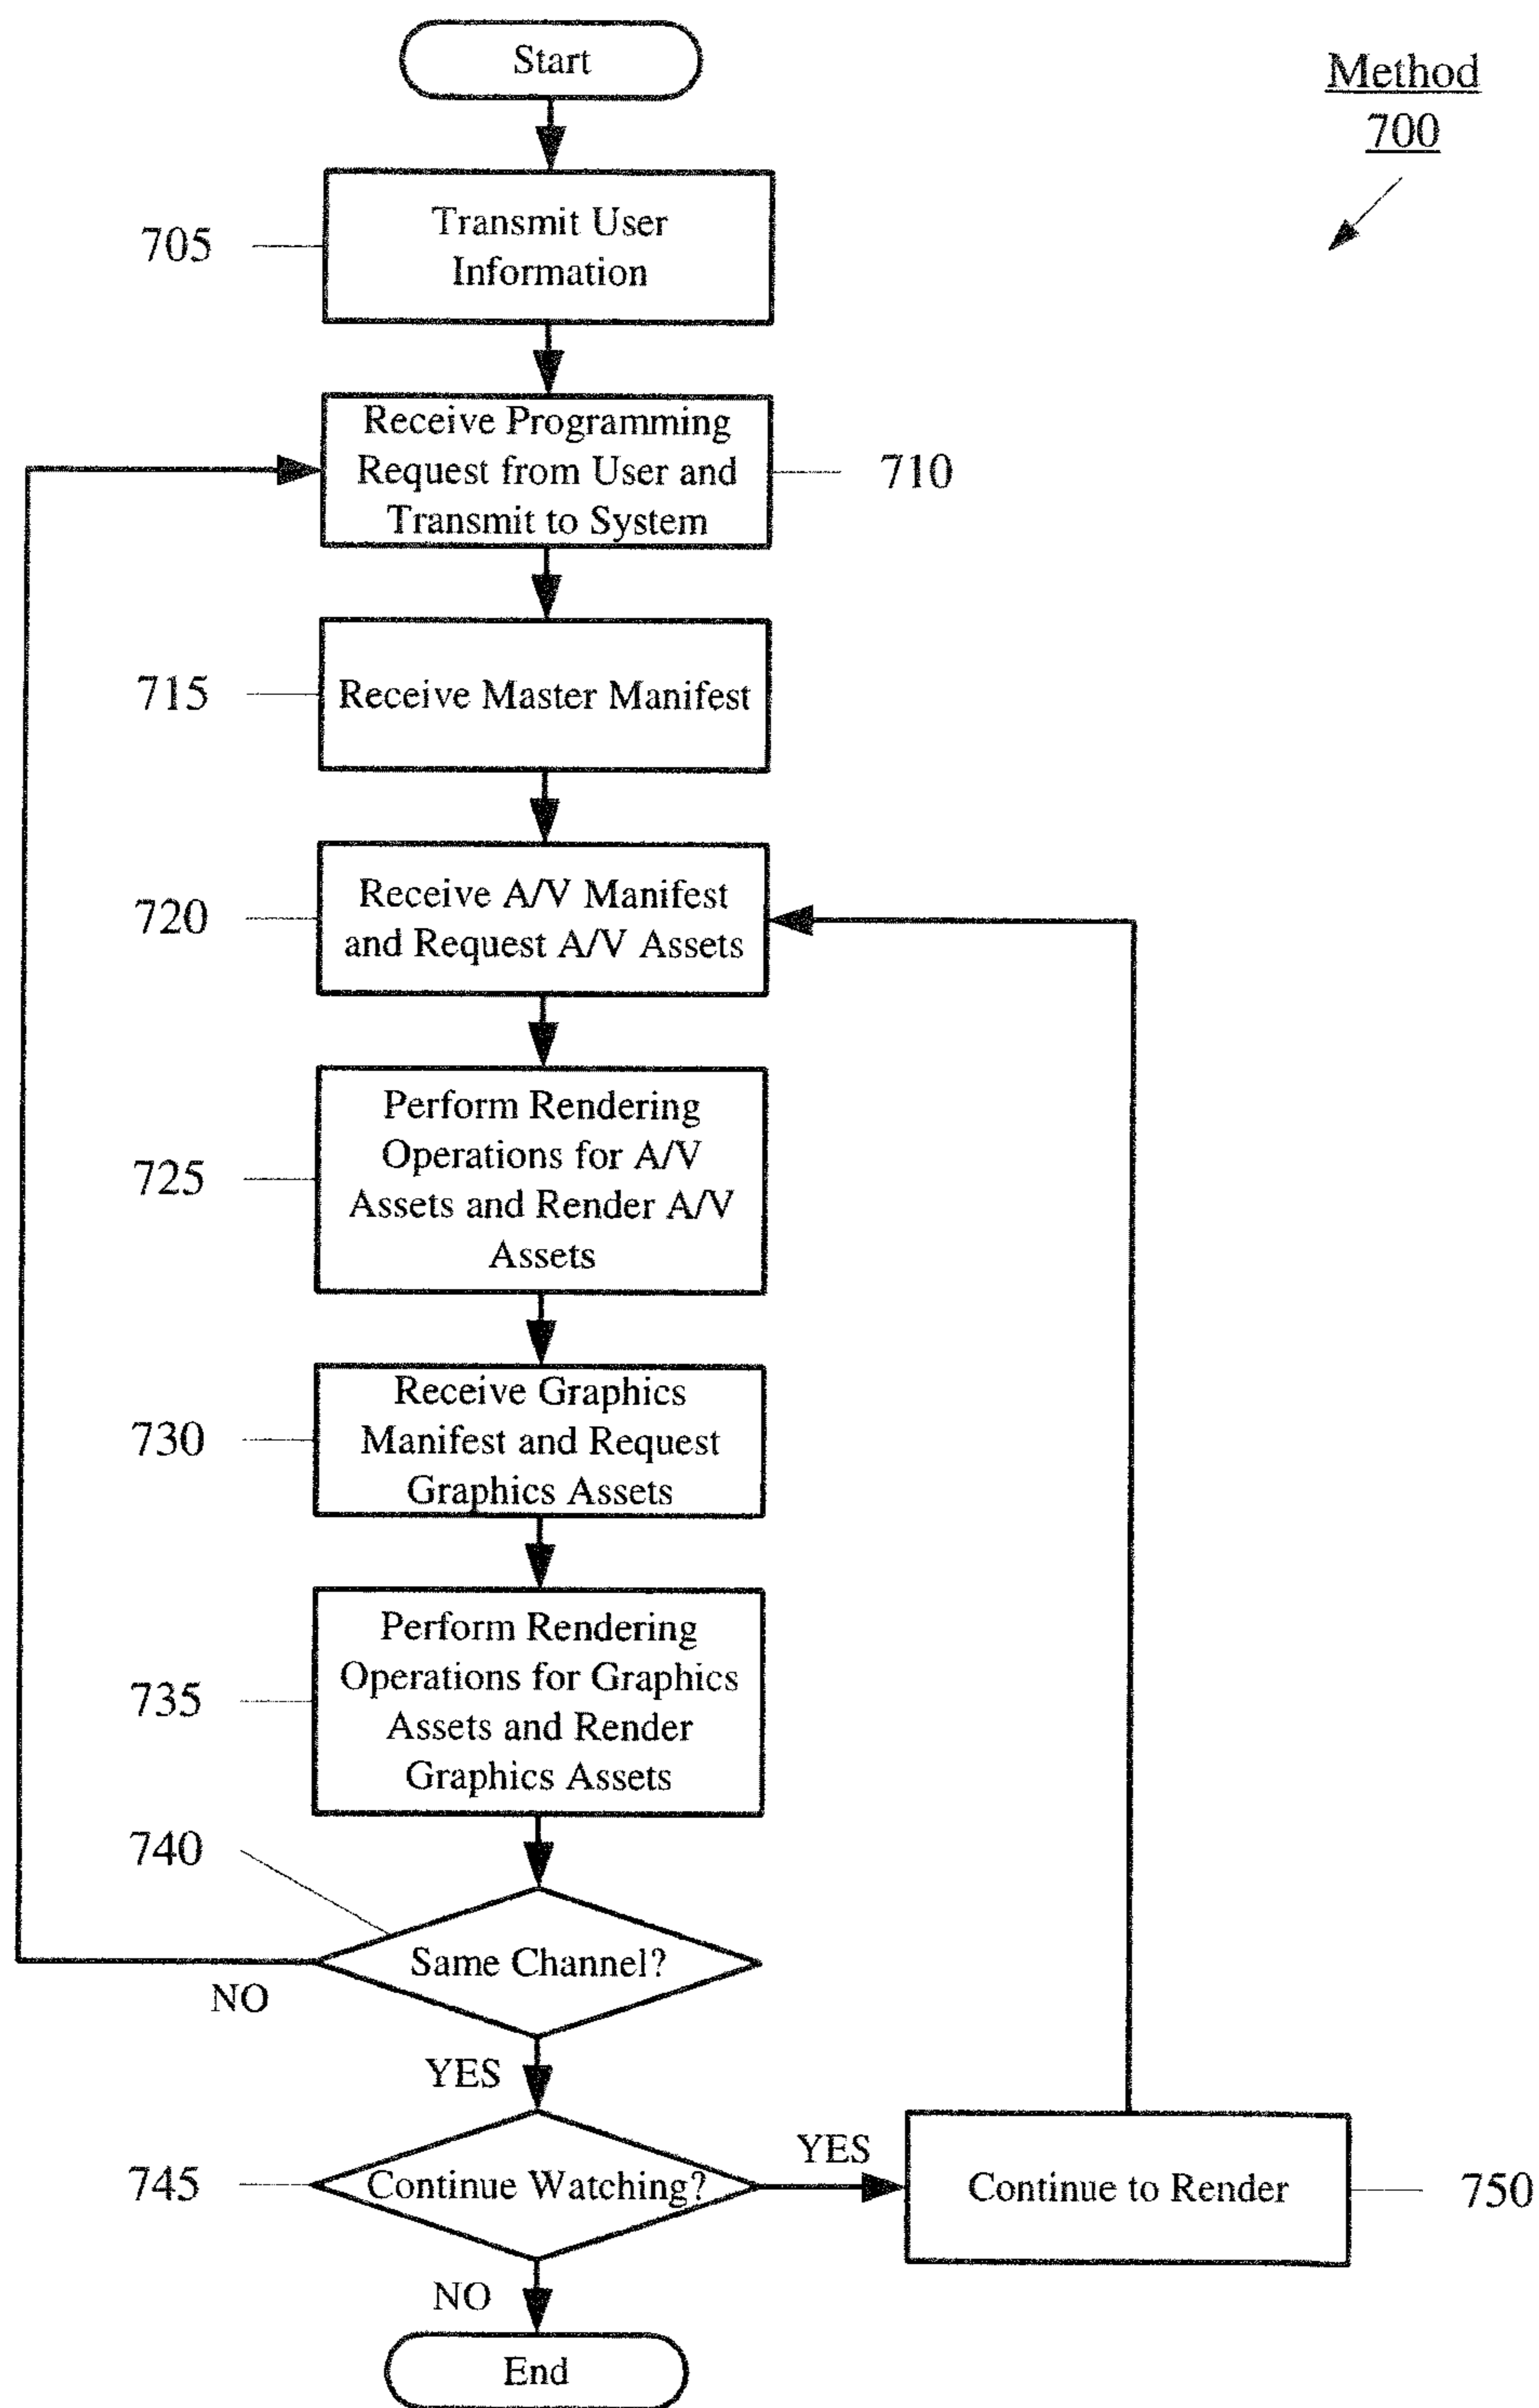 Start
Method
700
705
Transmit User
Information
Receive Programming
Request from User and
Transmit to System
710
715
Receive Master Manifest
720
Receive A/V Manifest
and Request A/V Assets
725
Perform Rendering
Operations for A/V
Assets and Render A/V
Assets
730
Receive Graphics
Manifest and Request
Graphics Assets
735
Perform Rendering
Operations for Graphics
Assets and Render
Graphics Assets
740
Same Channel?
NO
YES
745
Continue Watching?
YES
Continue to Render
750
NO
End